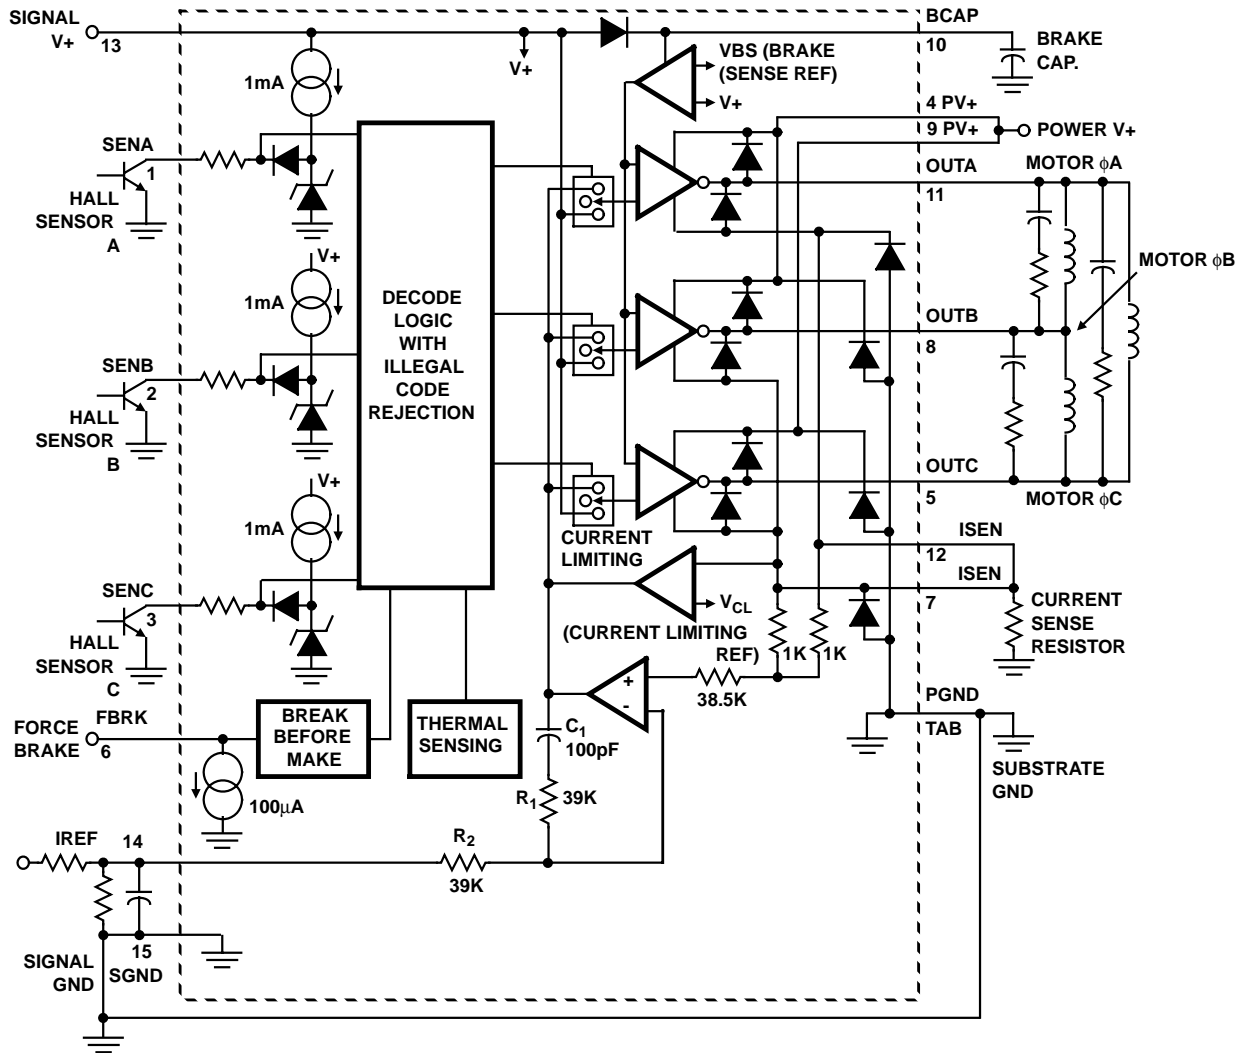 SIGNAL
V+
13
1mA
V+
BCAP
10
BRAKE
CAP.
VBS (BRAKE
(SENSE REF)
V+
4 PV+
9 PV+
POWER V+
SENA
1
HALL
SENSOR
A
OUTA
11
MOTOR ϕA
V+
1mA
DECODE
LOGIC
WITH
ILLEGAL
CODE
REJECTION
MOTOR ϕB
OUTB
8
SENB
2
HALL
SENSOR
B
V+
1mA
OUTC
5
MOTOR ϕC
CURRENT
LIMITING
ISEN
12
ISEN
7
SENC
3
HALL
SENSOR
C
VCL
(CURRENT LIMITING
REF)
1K
1K
CURRENT
SENSE
RESISTOR
+
-
38.5K
FORCE
BRAKE
FBRK
6
BREAK
BEFORE
MAKE
THERMAL
SENSING
C1
100pF
PGND
TAB
SUBSTRATE
GND
100µA
R1
39K
IREF
14
R2
39K
15
SIGNAL
GND
SGND